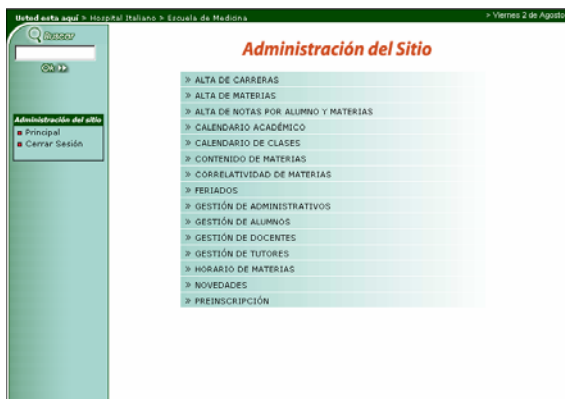 Usted esta aquí > Hospital Italiano > Escuela de Medicina
> Viernes 2 de Agosto
Buscar
Ok
Administración del Sitio
» ALTA DE CARRERAS
» ALTA DE MATERIAS
» ALTA DE NOTAS POR ALUMNO Y MATERIAS
» CALENDARIO ACADÉMICO
» CALENDARIO DE CLASES
» CONTENIDO DE MATERIAS
» CORRELATIVIDAD DE MATERIAS
» FERIADOS
» GESTIÓN DE ADMINISTRATIVOS
» GESTIÓN DE ALUMNOS
» GESTIÓN DE DOCENTES
» GESTIÓN DE TUTORES
» HORARIO DE MATERIAS
» NOVEDADES
» PREINSCRIPCIÓN
Administración del sitio
Principal
Cerrar Sesión